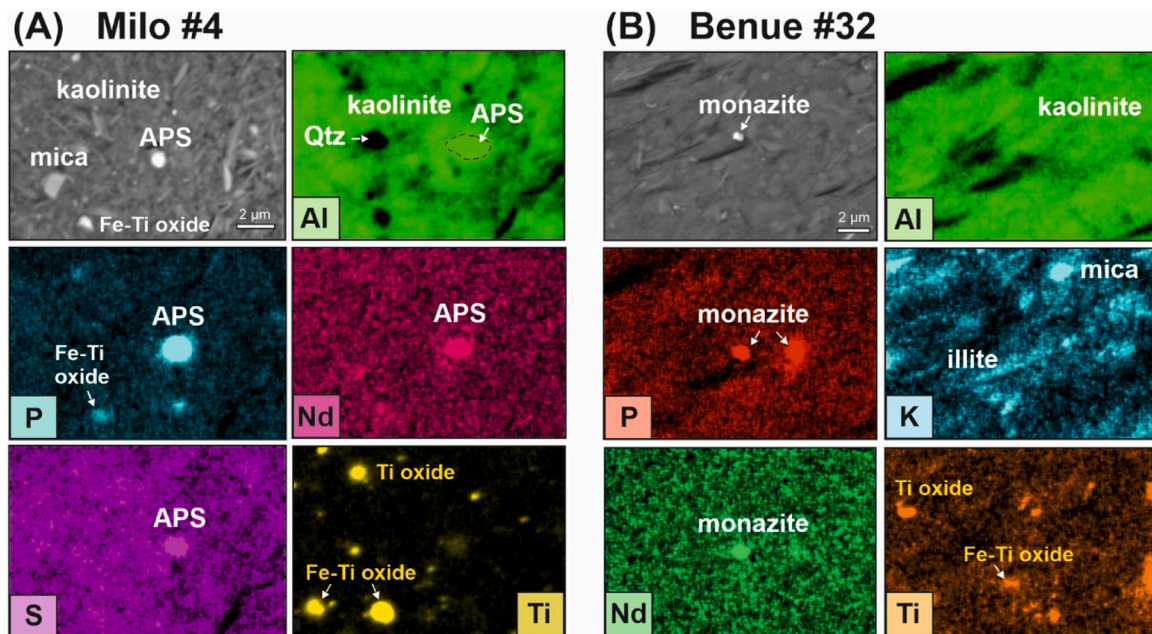 (A) Milo #4
kaolinite
APS
mica
Fe-Ti oxide
2 µm
kaolinite
APS
Qtz
Al
APS
Fe-Ti
oxide
P
APS
Nd
APS
S
Ti oxide
Fe-Ti oxide
Ti
(B) Benue #32
monazite
2 µm
kaolinite
Al
monazite
P
mica
illite
K
monazite
Nd
Ti oxide
Fe-Ti oxide
Ti